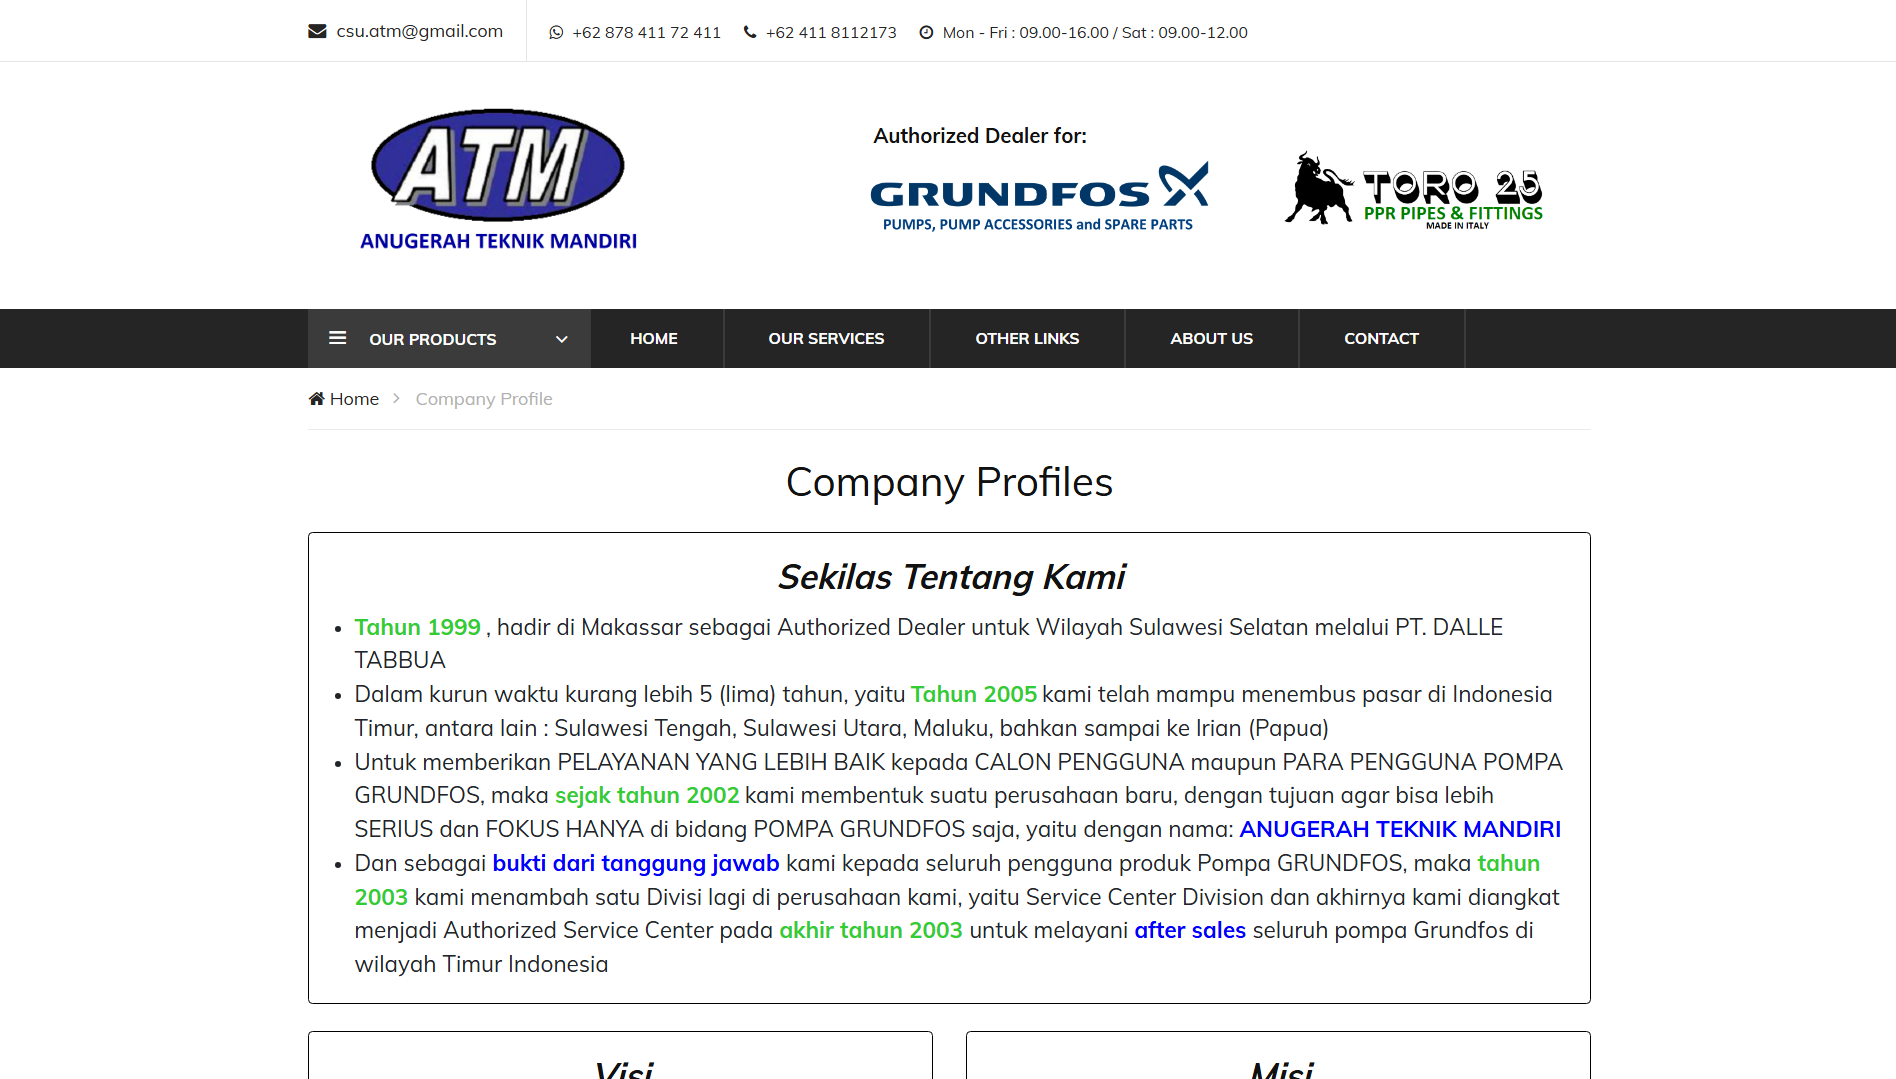 csu.atm@gmail.com
+62 878 411 72 411
+62 411 8112173
Mon - Fri : 09.00-16.00 / Sat : 09.00-12.00
ATM
ANUGERAH TEKNIK MANDIRI
Authorized Dealer for:
GRUNDFOS
PUMPS, PUMP ACCESSORIES and SPARE PARTS
TORO 25
PPR PIPES & FITTINGS
MADE IN ITALY
OUR PRODUCTS
HOME
OUR SERVICES
OTHER LINKS
ABOUT US
CONTACT
Home
Company Profile
Company Profiles
Sekilas Tentang Kami
• Tahun 1999 , hadir di Makassar sebagai Authorized Dealer untuk Wilayah Sulawesi Selatan melalui PT. DALLE
TABBUA
• Dalam kurun waktu kurang lebih 5 (lima) tahun, yaitu Tahun 2005 kami telah mampu menembus pasar di Indonesia
Timur, antara lain : Sulawesi Tengah, Sulawesi Utara, Maluku, bahkan sampai ke Irian (Papua)
• Untuk memberikan PELAYANAN YANG LEBIH BAIK kepada CALON PENGGUNA maupun PARA PENGGUNA POMPA
GRUNDFOS, maka sejak tahun 2002 kami membentuk suatu perusahaan baru, dengan tujuan agar bisa lebih
SERIUS dan FOKUS HANYA di bidang POMPA GRUNDFOS saja, yaitu dengan nama: ANUGERAH TEKNIK MANDIRI
• Dan sebagai bukti dari tanggung jawab kami kepada seluruh pengguna produk Pompa GRUNDFOS, maka tahun
2003 kami menambah satu Divisi lagi di perusahaan kami, yaitu Service Center Division dan akhirnya kami diangkat
menjadi Authorized Service Center pada akhir tahun 2003 untuk melayani after sales seluruh pompa Grundfos di
wilayah Timur Indonesia
Visi
Misi